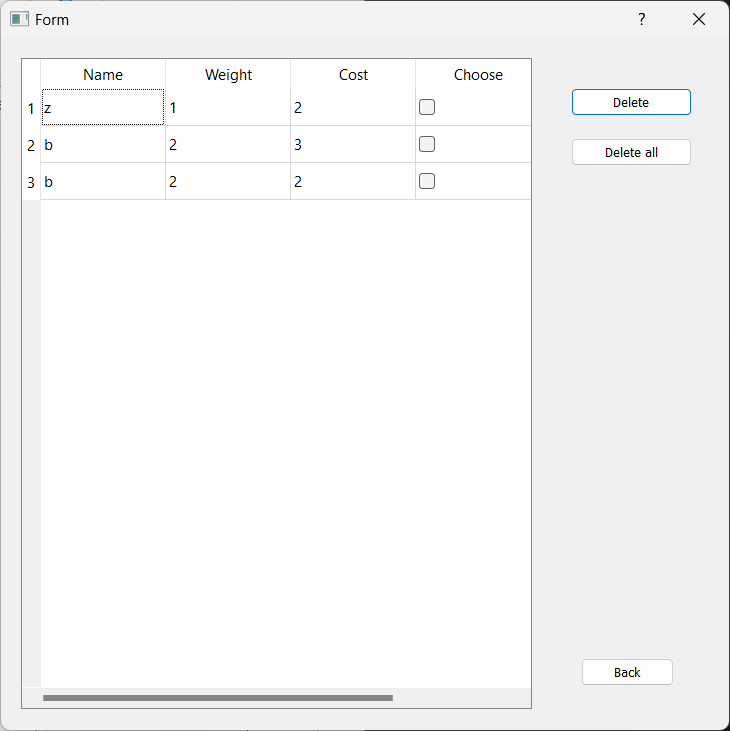 Form ?
Name Weight Cost Choose
1 z 1 2
2 b 2 3
3 b 2 2
Delete
Delete all
Back